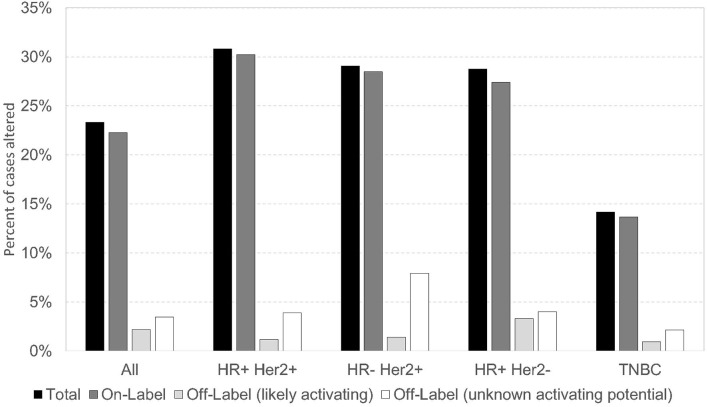 35%
30%
25%
20%
15%
10%
5%
0%
Percent of cases altered
All HR+ Her2+ HR- Her2+ HR+ Her2- TNBC
Total On-Label Off-Label (likely activating) Off-Label (unknown activating potential)